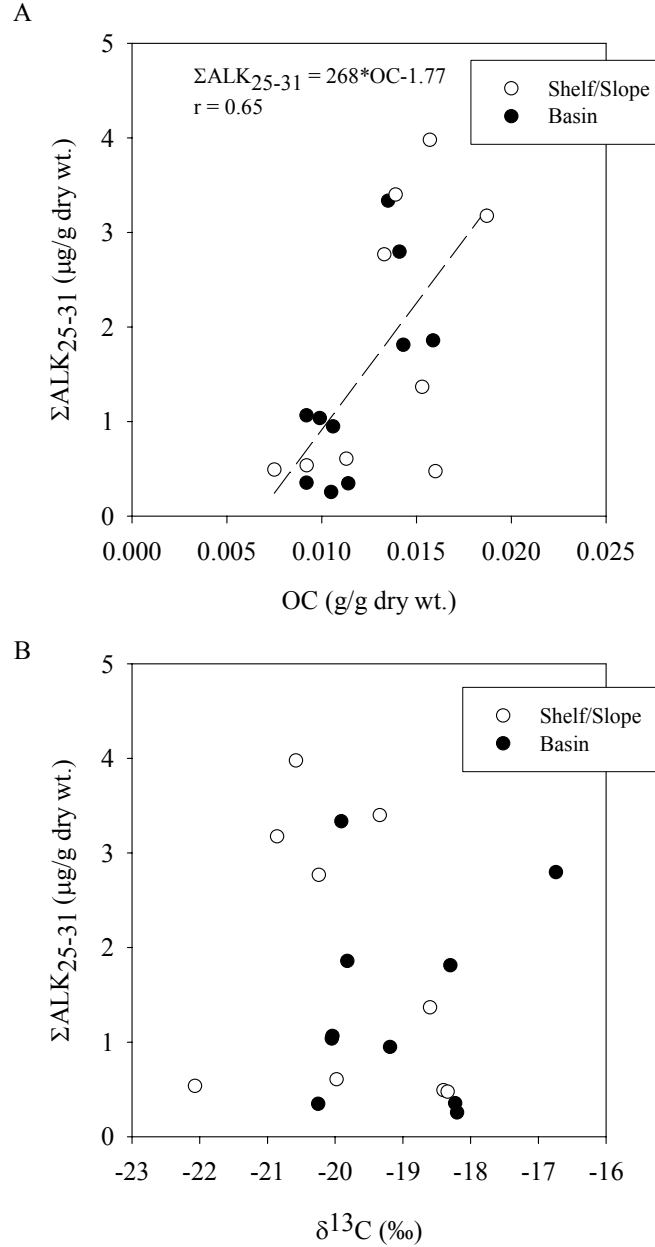 A
ΣALK25-31 = 268*OC-1.77
r = 0.65
Shelf/Slope
Basin
ΣALK25-31 (µg/g dry wt.)
5
4
3
2
1
0
0.000 0.005 0.010 0.015 0.020 0.025
OC (g/g dry wt.)
B
Shelf/Slope
Basin
ΣALK25-31 (µg/g dry wt.)
5
4
3
2
1
0
-23 -22 -21 -20 -19 -18 -17 -16
δ13C (‰)